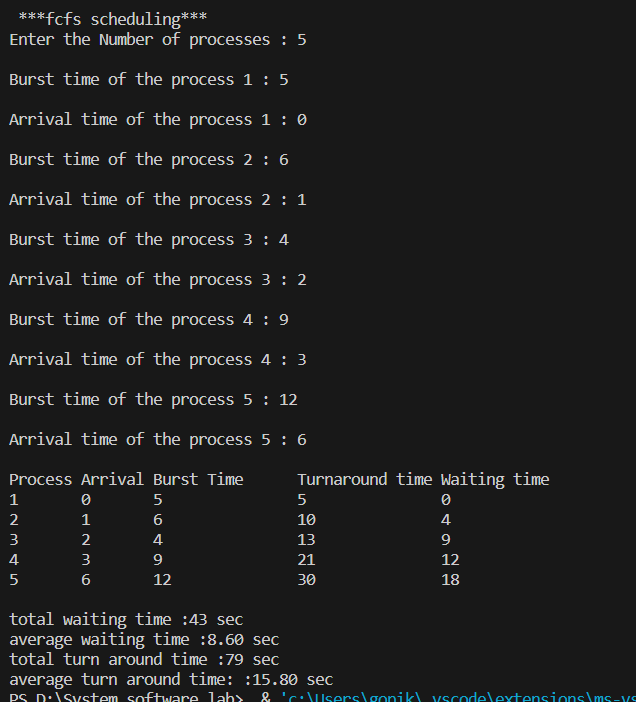 ***fcfs scheduling***
Enter the Number of processes : 5
Burst time of the process 1 : 5
Arrival time of the process 1 : 0
Burst time of the process 2 : 6
Arrival time of the process 2 : 1
Burst time of the process 3 : 4
Arrival time of the process 3 : 2
Burst time of the process 4 : 9
Arrival time of the process 4 : 3
Burst time of the process 5 : 12
Arrival time of the process 5 : 6
Process Arrival Burst Time Turnaround time Waiting time
1 0 5 5 0
2 1 6 10 4
3 2 4 13 9
4 3 9 21 12
5 6 12 30 18
total waiting time :43 sec
average waiting time :8.60 sec
total turn around time :79 sec
average turn around time: :15.80 sec
PS D:\System software lab> & 'c:\Users\gopik\.vscode\extensions\ms-vs